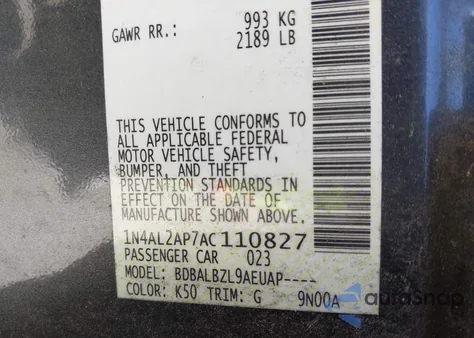 GAWR RR.: 993 KG
2189 LB
THIS VEHICLE CONFORMS TO
ALL APPLICABLE FEDERAL
MOTOR VEHICLE SAFETY,
BUMPER, AND THEFT
PREVENTION STANDARDS IN
EFFECT ON THE DATE OF
MANUFACTURE SHOWN ABOVE.
1N4AL2AP7AC110827
PASSENGER CAR 023
MODEL: BDBALBZL9AEUAP----
COLOR: K50 TRIM: G 9N00A
autoSnap